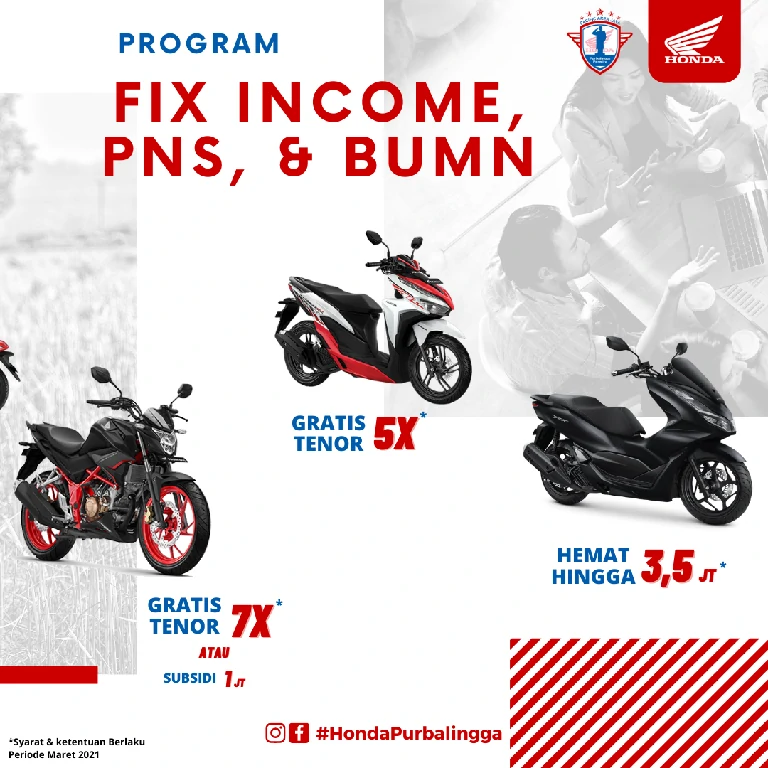 PROGRAM
FIX INCOME,
PNS, & BUMN
HONDA
GRATIS
TENOR 5X*
HEMAT
HINGGA 3,5 JT*
GRATIS
TENOR 7X*
ATAU
SUBSIDI 1 JT
#HondaPurbalingga
*Syarat & ketentuan Berlaku
Periode Maret 2021